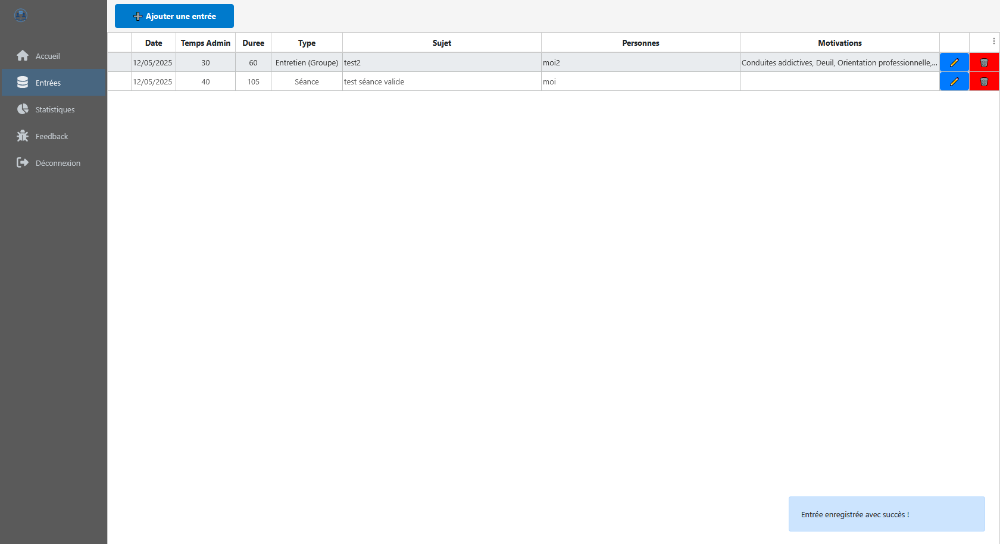 Ajouter une entrée
Accueil
Entrées
Statistiques
Feedback
Déconnexion
Date Temps Admin Duree Type Sujet Personnes Motivations
12/05/2025 30 60 Entretien (Groupe) test2 moi2 Conduites addictives, Deuil, Orientation professionnelle,...
12/05/2025 40 105 Séance test séance valide moi
Entrée enregistrée avec succès !